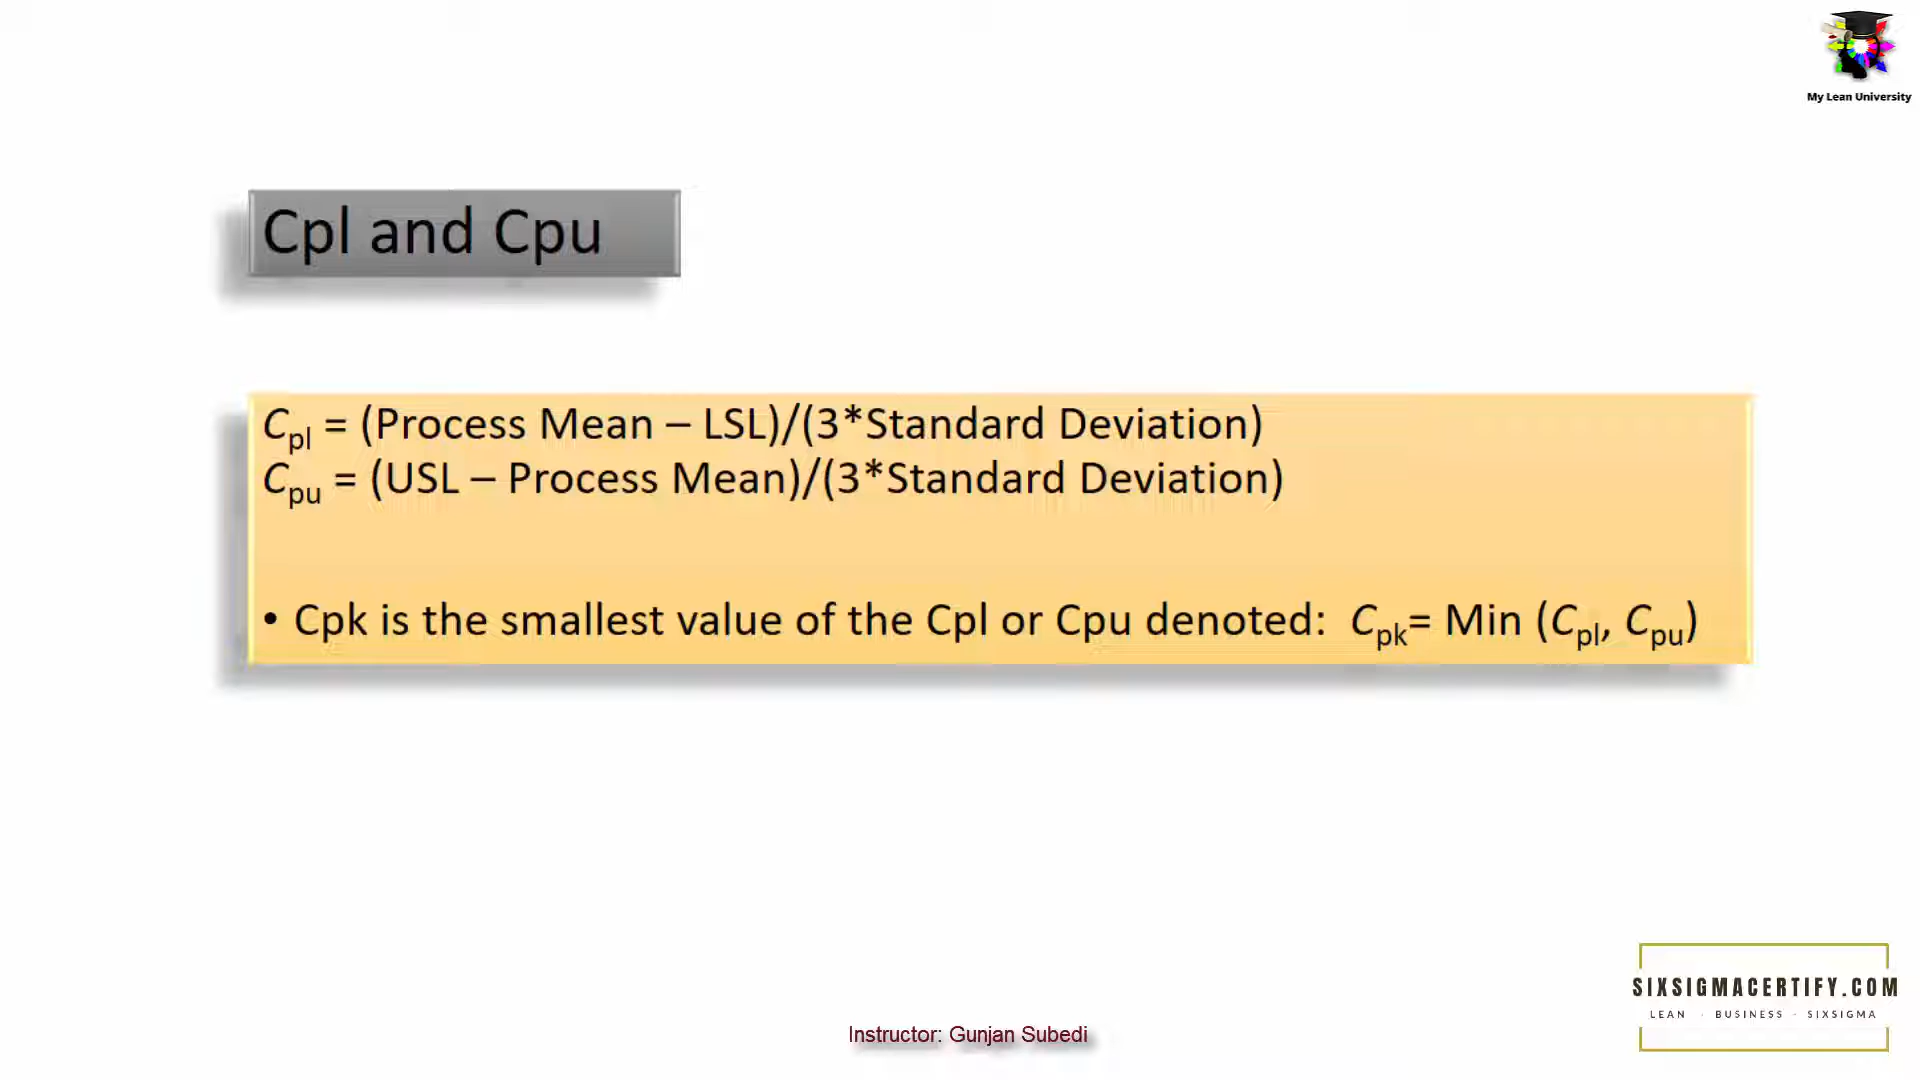 My Lean University
Cpl and Cpu
Cpl = (Process Mean – LSL)/(3*Standard Deviation)
Cpu = (USL – Process Mean)/(3*Standard Deviation)
• Cpk is the smallest value of the Cpl or Cpu denoted: Cpk= Min (Cpl, Cpu)
SIXSIGMACERTIFY.COM
LEAN · BUSINESS · SIXSIGMA
Instructor: Gunjan Subedi